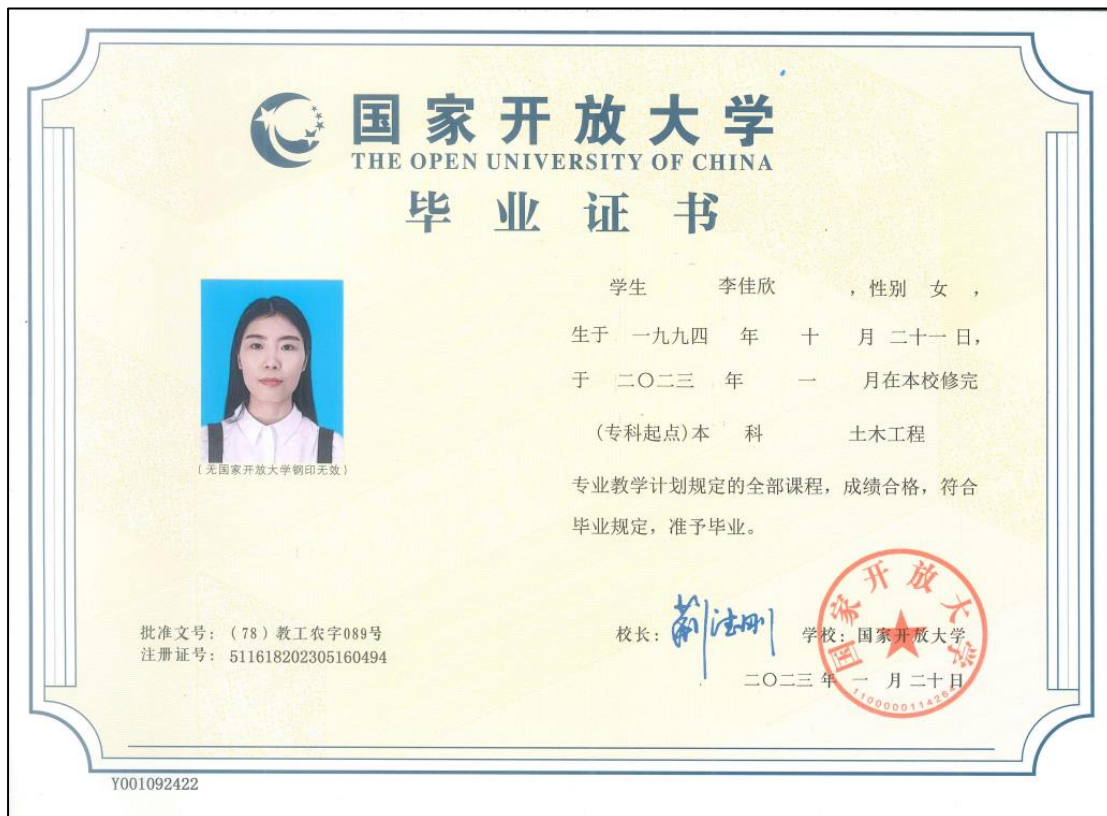 国家开放大学
THE OPEN UNIVERSITY OF CHINA
毕业证书
学生 李佳欣 ，性别 女 ，
生于 一九九四 年 十 月 二十一 日，
于 二〇二三 年 一 月在本校修完
(专科起点)本 科 土木工程
专业教学计划规定的全部课程，成绩合格，符合
毕业规定，准予毕业。
(无国家开放大学钢印无效)
批准文号：(78)教工农字089号
注册证号：511618202305160494
校长： 学校：国家开放大学
二〇二三 年 一 月 二十 日
国家开放大学
Y001092422